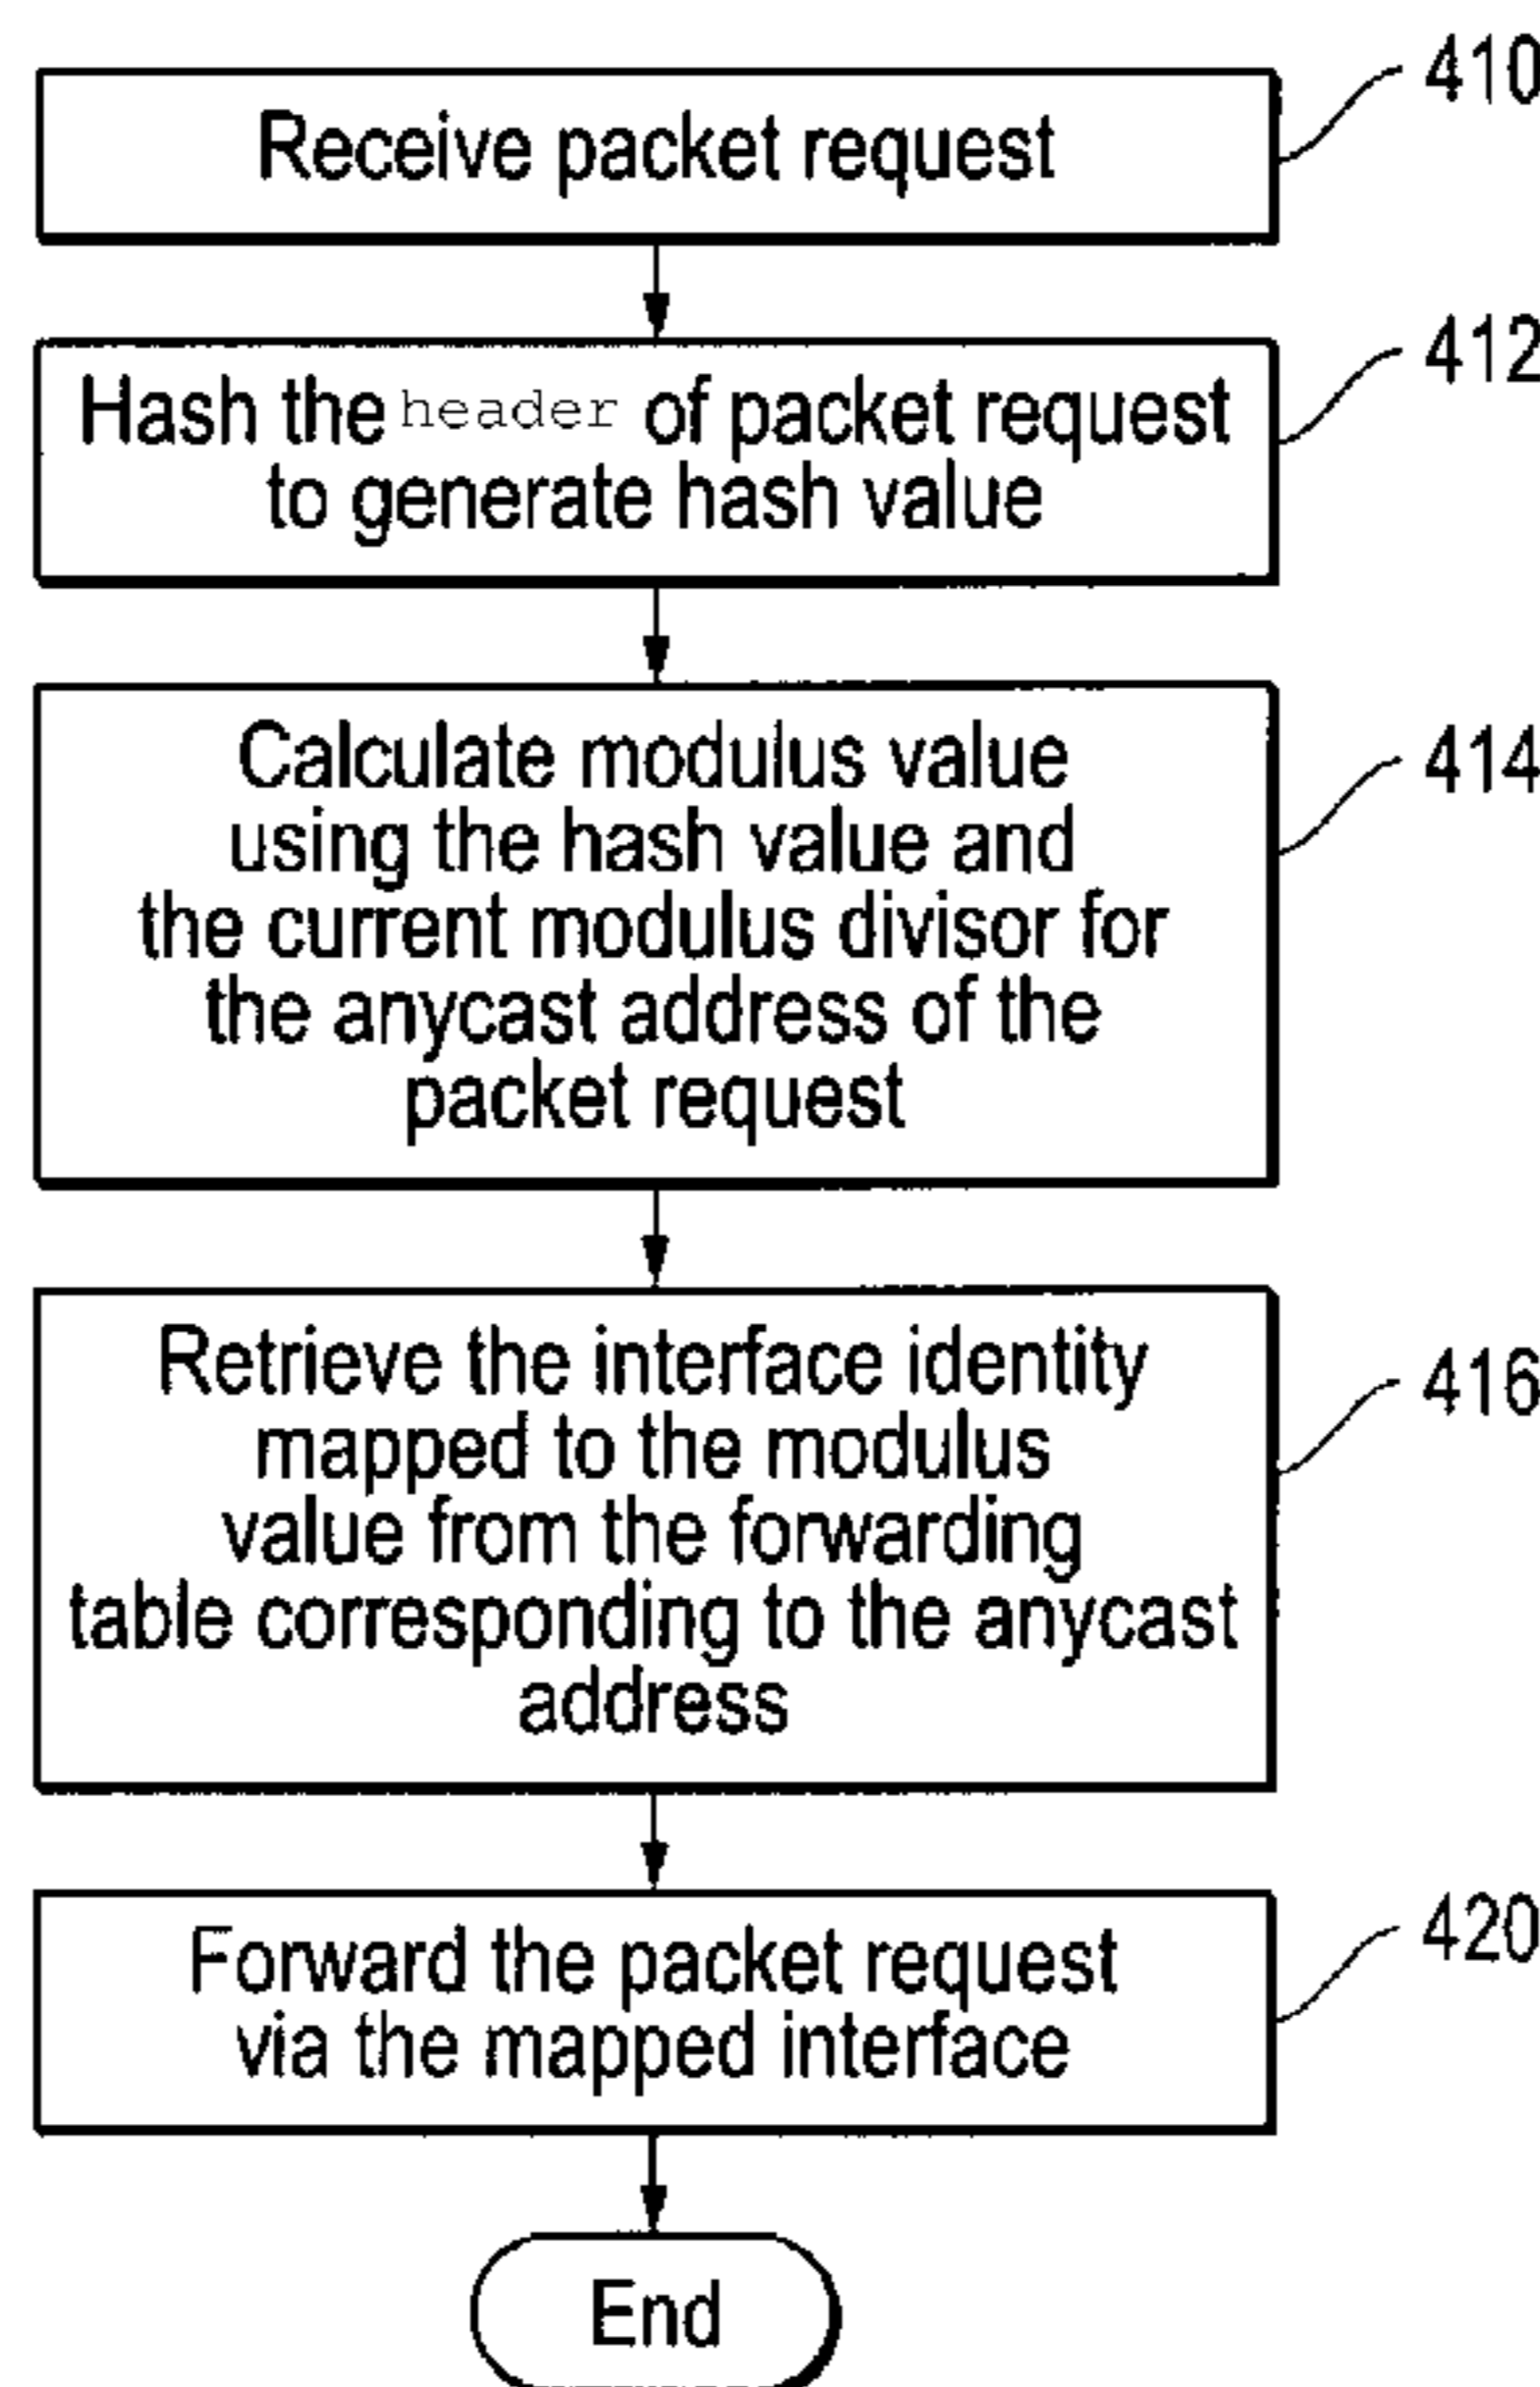 Receive packet request
410
Hash the header of packet request
to generate hash value
412
Calculate modulus value
using the hash value and
the current modulus divisor for
the anycast address of the
packet request
414
Retrieve the interface identity
mapped to the modulus
value from the forwarding
table corresponding to the anycast
address
416
Forward the packet request
via the mapped interface
420
End